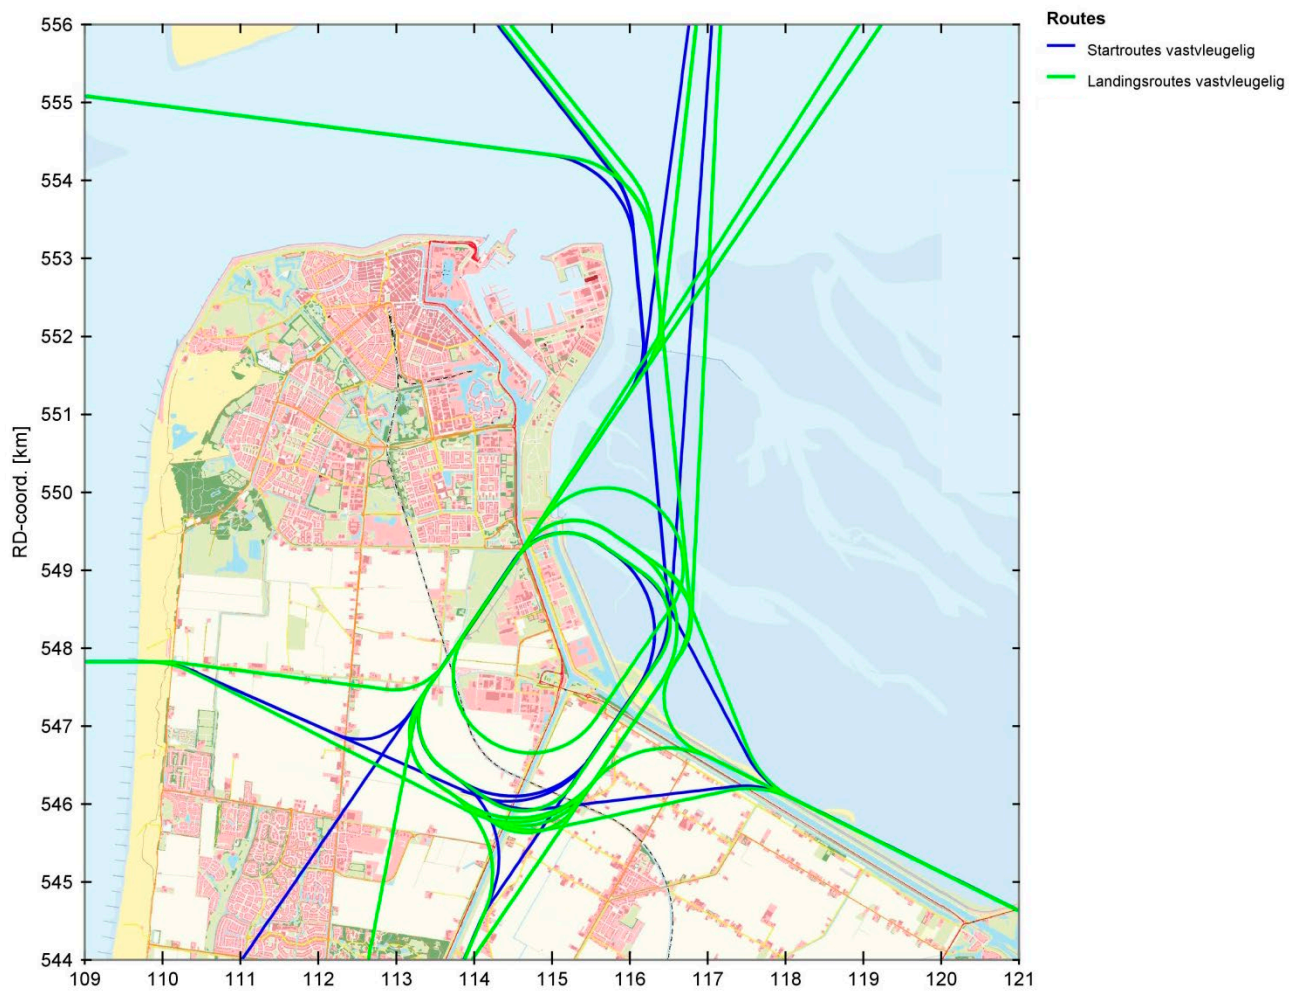 Routes
Startroutes vastvleugelig
Landingsroutes vastvleugelig
RD-coord. [km]
556
555
554
553
552
551
550
549
548
547
546
545
544
109 110 111 112 113 114 115 116 117 118 119 120 121